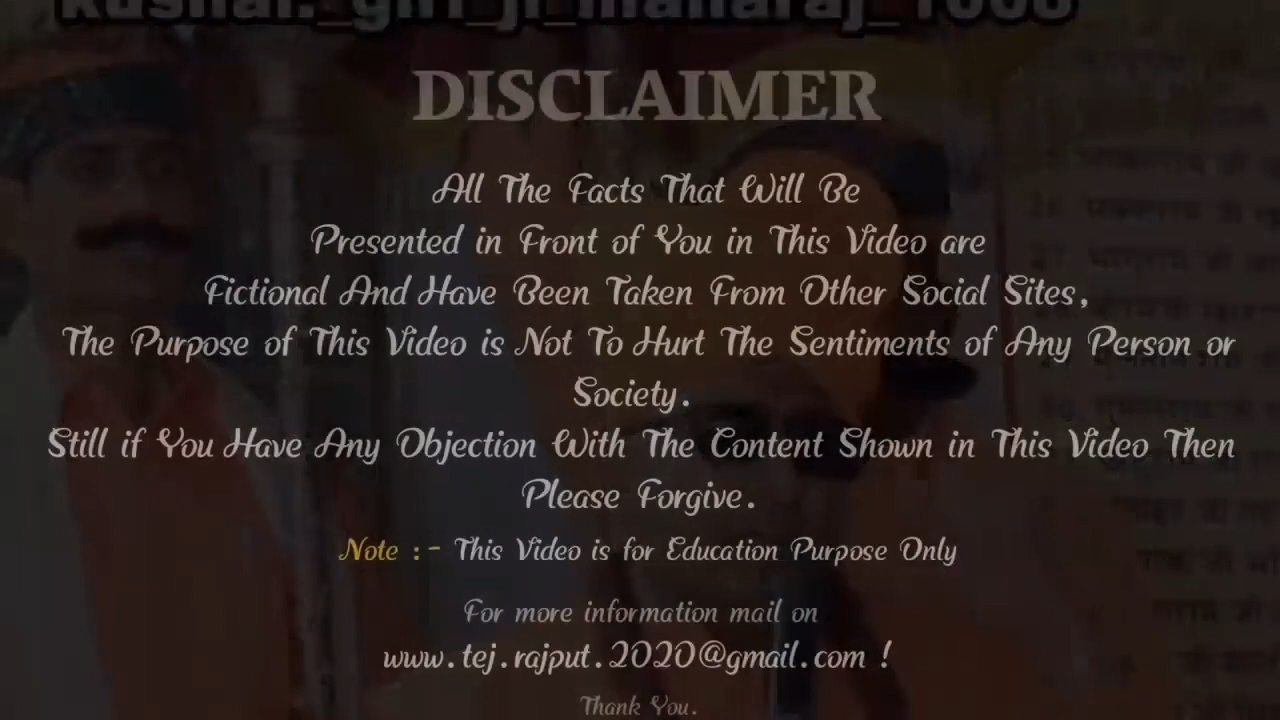 kushal._giri_ji_maharaj_1008
DISCLAIMER
All The Facts That Will Be
Presented in Front of You in This Video are
Fictional And Have Been Taken From Other Social Sites,
The Purpose of This Video is Not To Hurt The Sentiments of Any Person or
Society.
Still if You Have Any Objection With The Content Shown in This Video Then
Please Forgive.
Note :- This Video is for Education Purpose Only
For more information mail on
www.tej.rajput.2020@gmail.com !
Thank You.